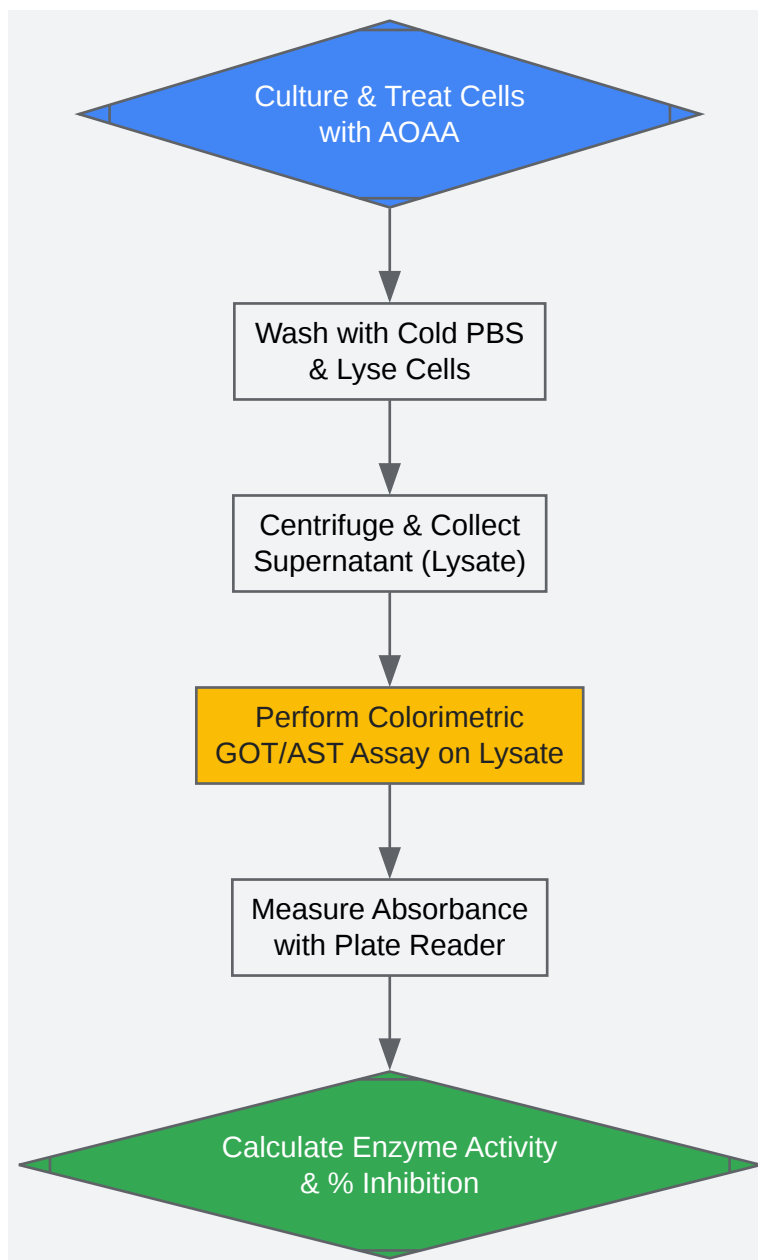 Culture & Treat Cells
with AOAA
Wash with Cold PBS
& Lyse Cells
Centrifuge & Collect
Supernatant (Lysate)
Perform Colorimetric
GOT/AST Assay on Lysate
Measure Absorbance
with Plate Reader
Calculate Enzyme Activity
& % Inhibition